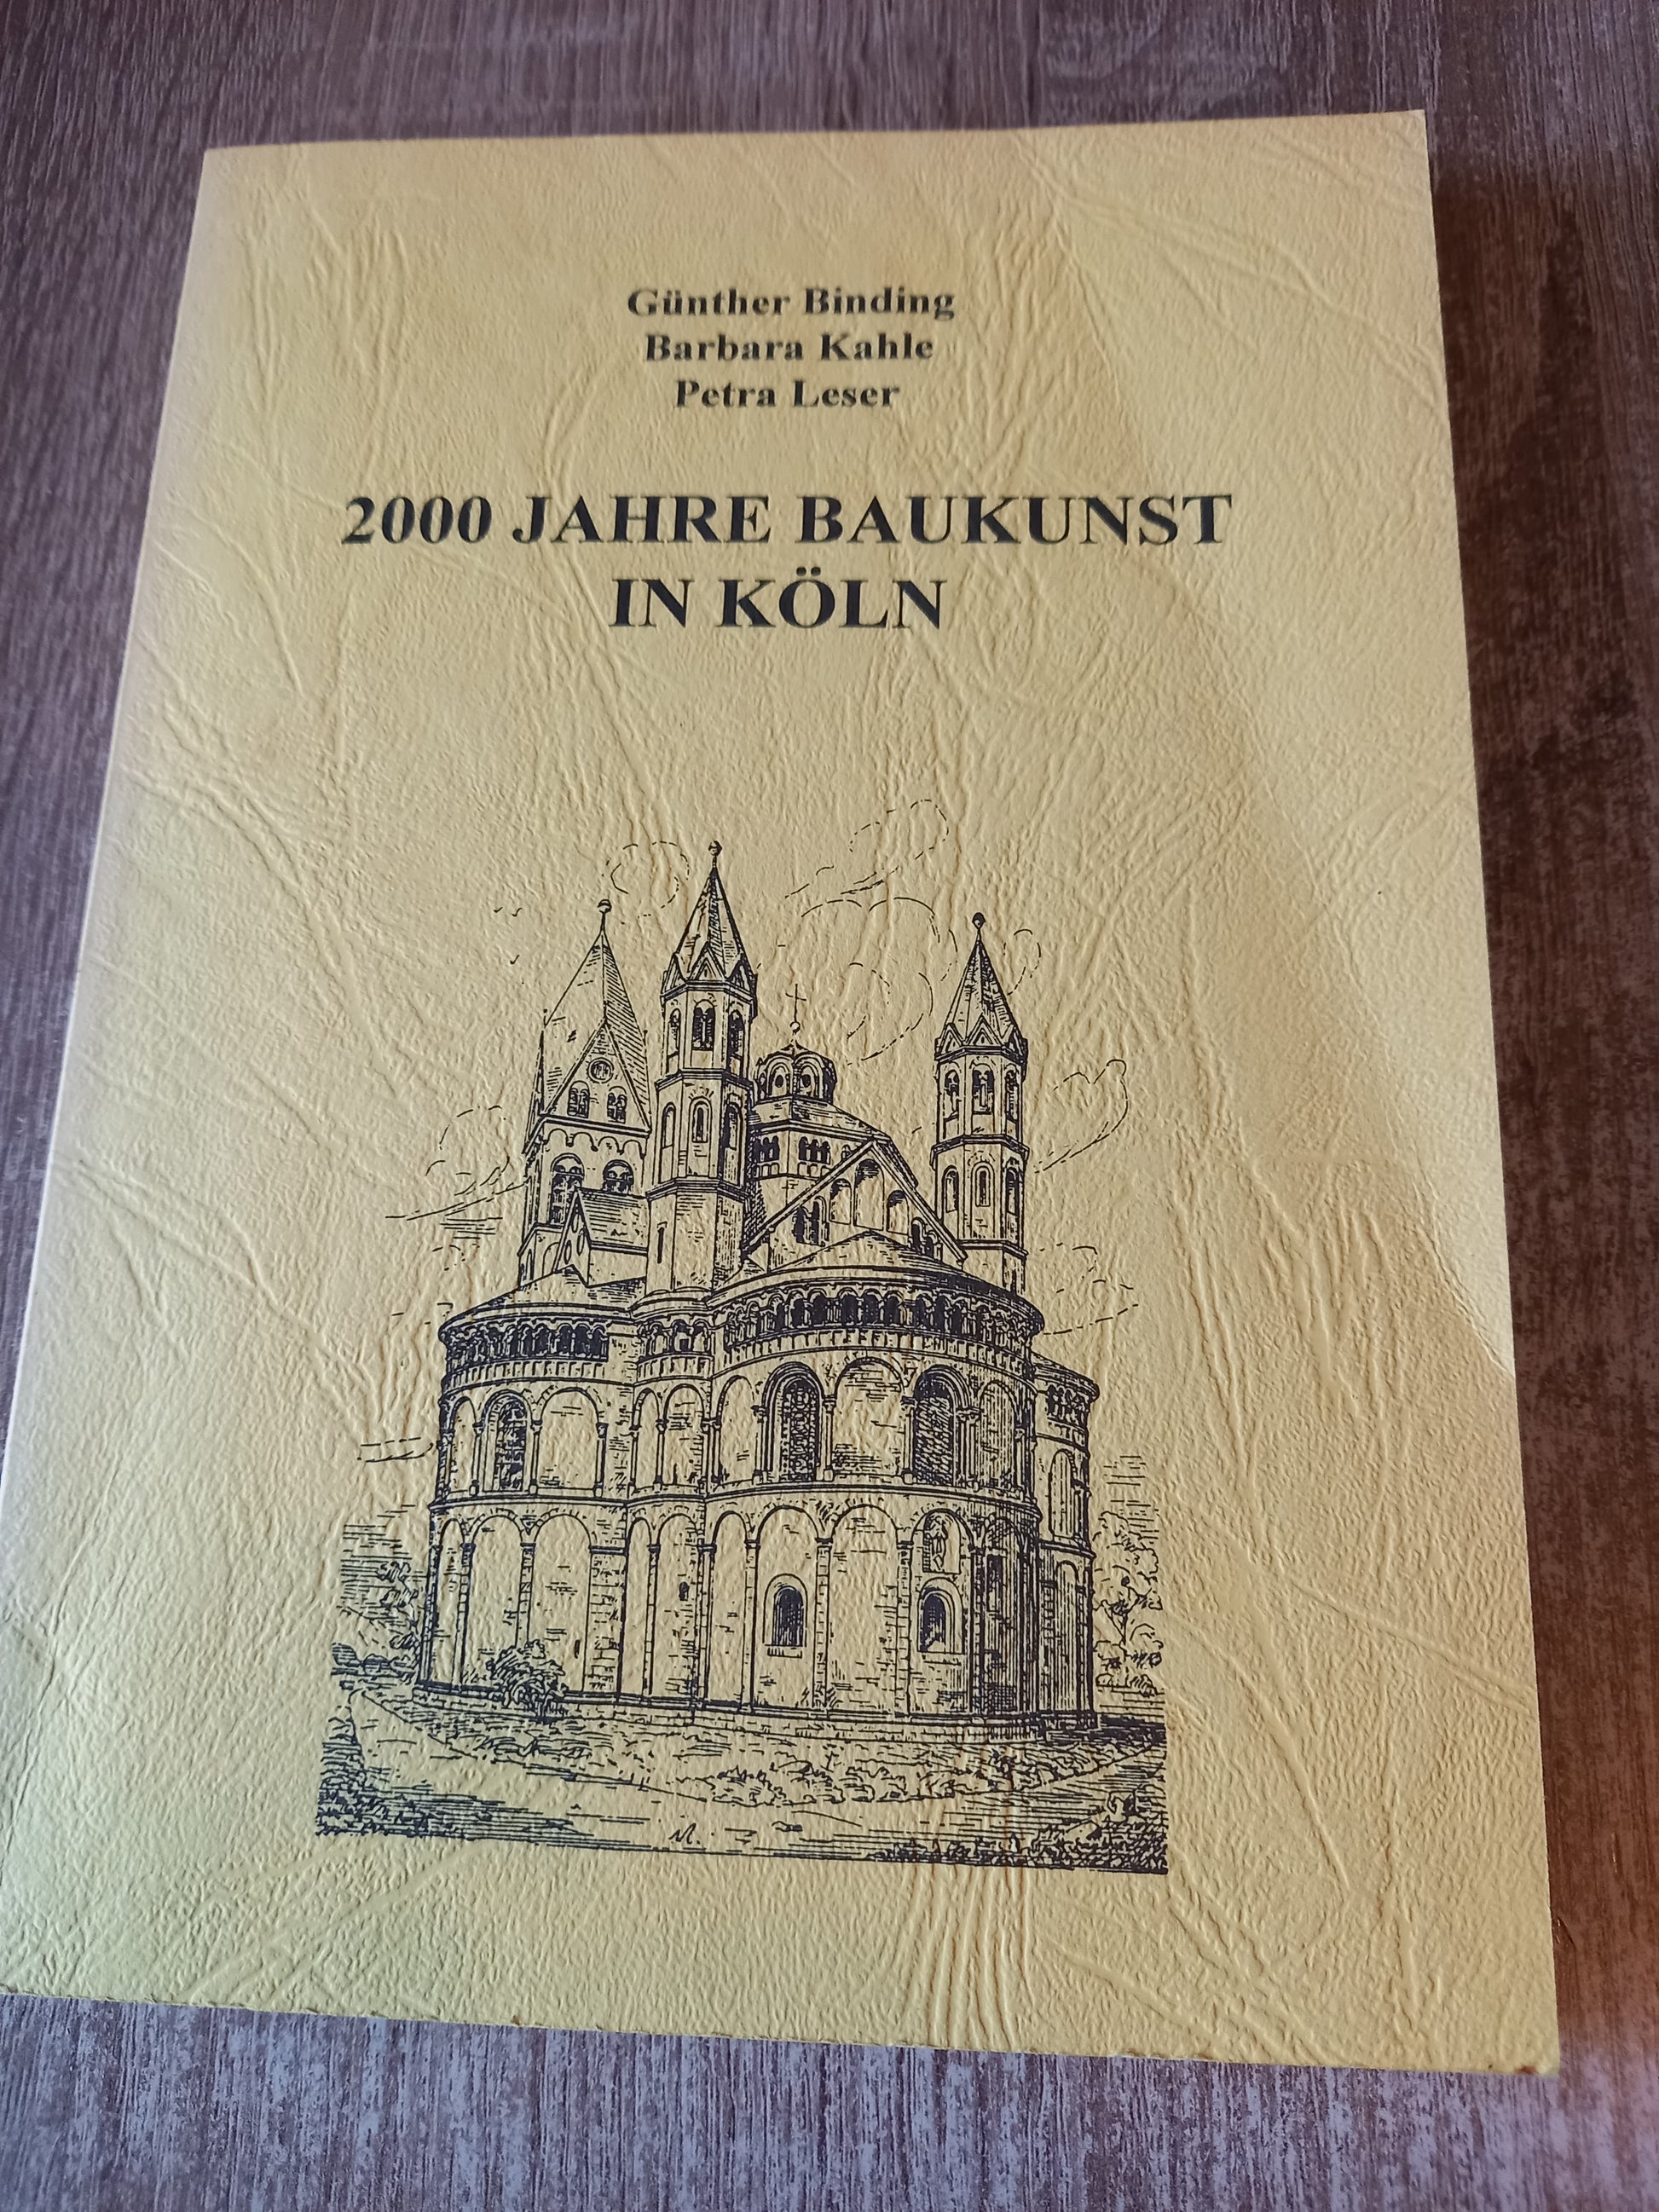 Günther Binding
Barbara Kahle
Petra Leser
2000 JAHRE BAUKUNST
IN KÖLN